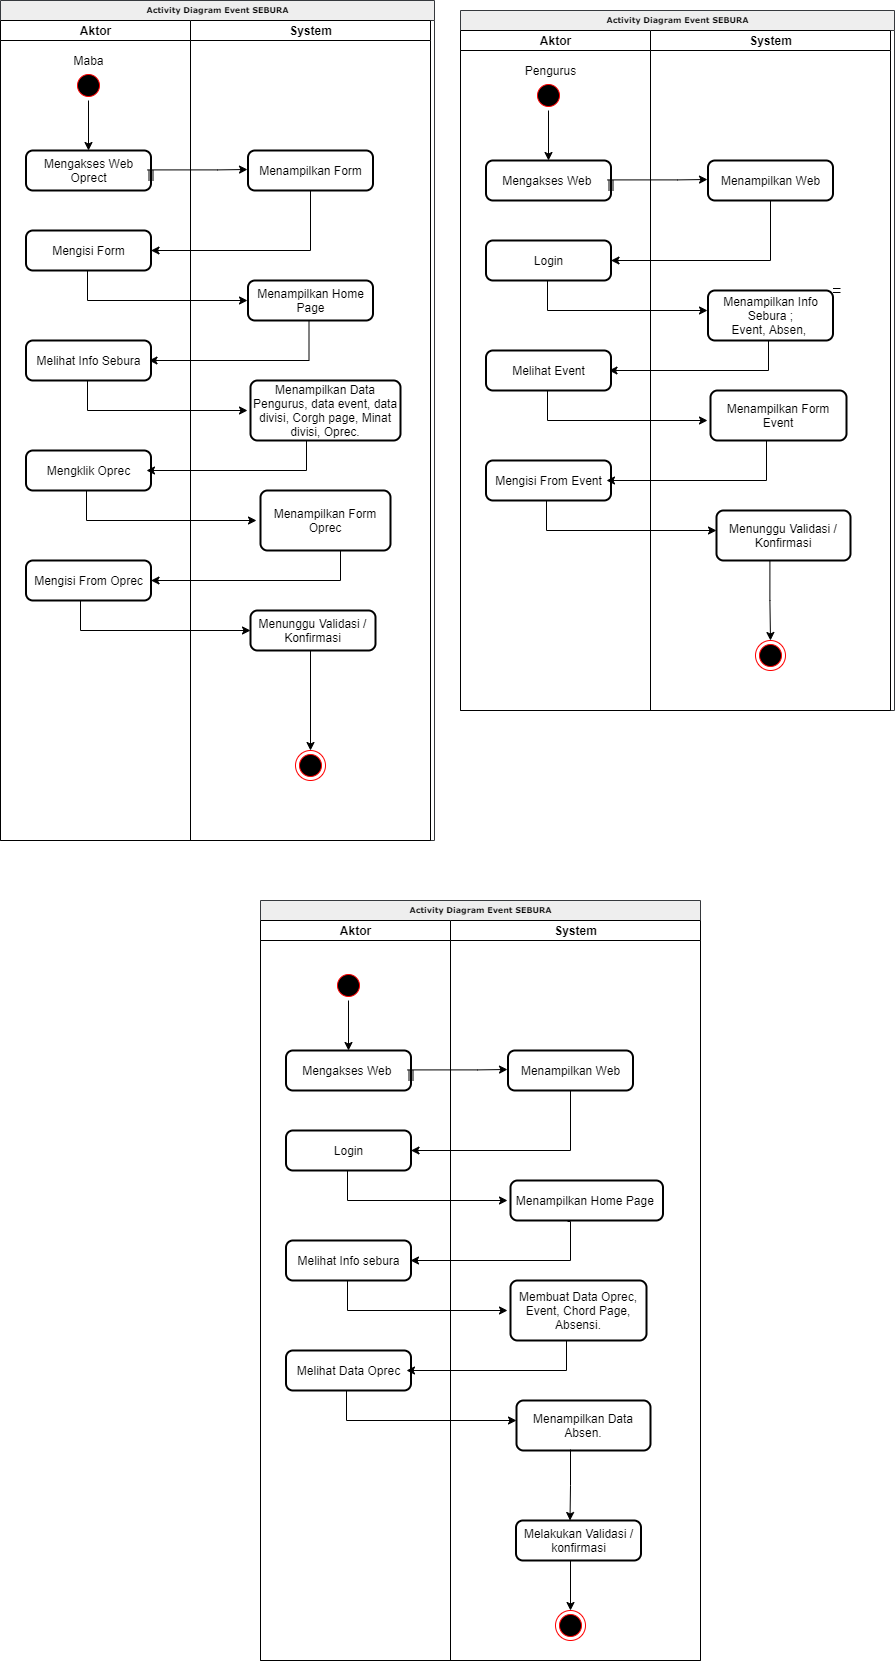 Activity Diagram Event SEBURA
Aktor
System
Maba
Mengakses Web
Oprect
Menampilkan Form
Mengisi Form
Menampilkan Home
Page
Melihat Info Sebura
Menampilkan Data
Pengurus, data event, data
divisi, Corgh page, Minat
divisi, Oprec.
Mengklik Oprec
Menampilkan Form
Oprec
Mengisi From Oprec
Menunggu Validasi /
Konfirmasi
Activity Diagram Event SEBURA
Aktor
System
Pengurus
Mengakses Web
Menampilkan Web
Login
Menampilkan Info
Sebura ;
Event, Absen,
Melihat Event
Menampilkan Form
Event
Mengisi From Event
Menunggu Validasi /
Konfirmasi
Activity Diagram Event SEBURA
Aktor
System
Mengakses Web
Menampilkan Web
Login
Menampilkan Home Page
Melihat Info sebura
Membuat Data Oprec,
Event, Chord Page,
Absensi.
Melihat Data Oprec
Menampilkan Data
Absen.
Melakukan Validasi /
konfirmasi